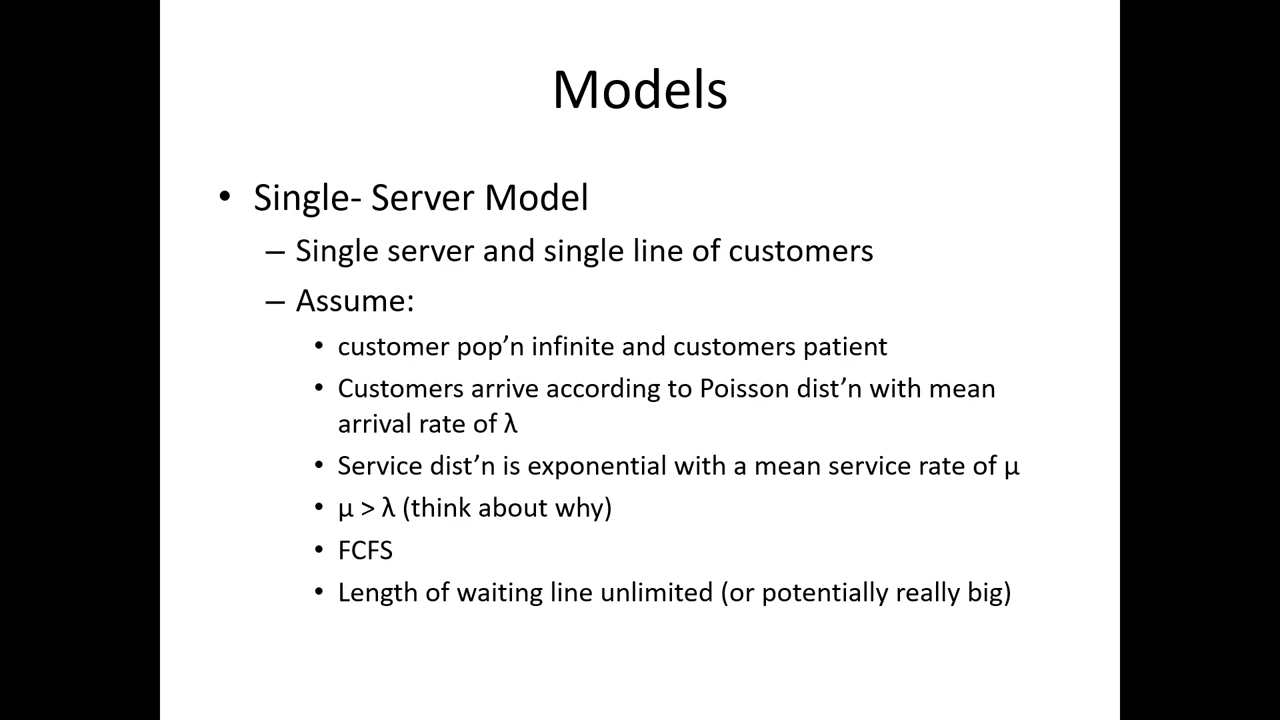 Models
• Single- Server Model
– Single server and single line of customers
– Assume:
• customer pop’n infinite and customers patient
• Customers arrive according to Poisson dist’n with mean
arrival rate of λ
• Service dist’n is exponential with a mean service rate of μ
• μ > λ (think about why)
• FCFS
• Length of waiting line unlimited (or potentially really big)